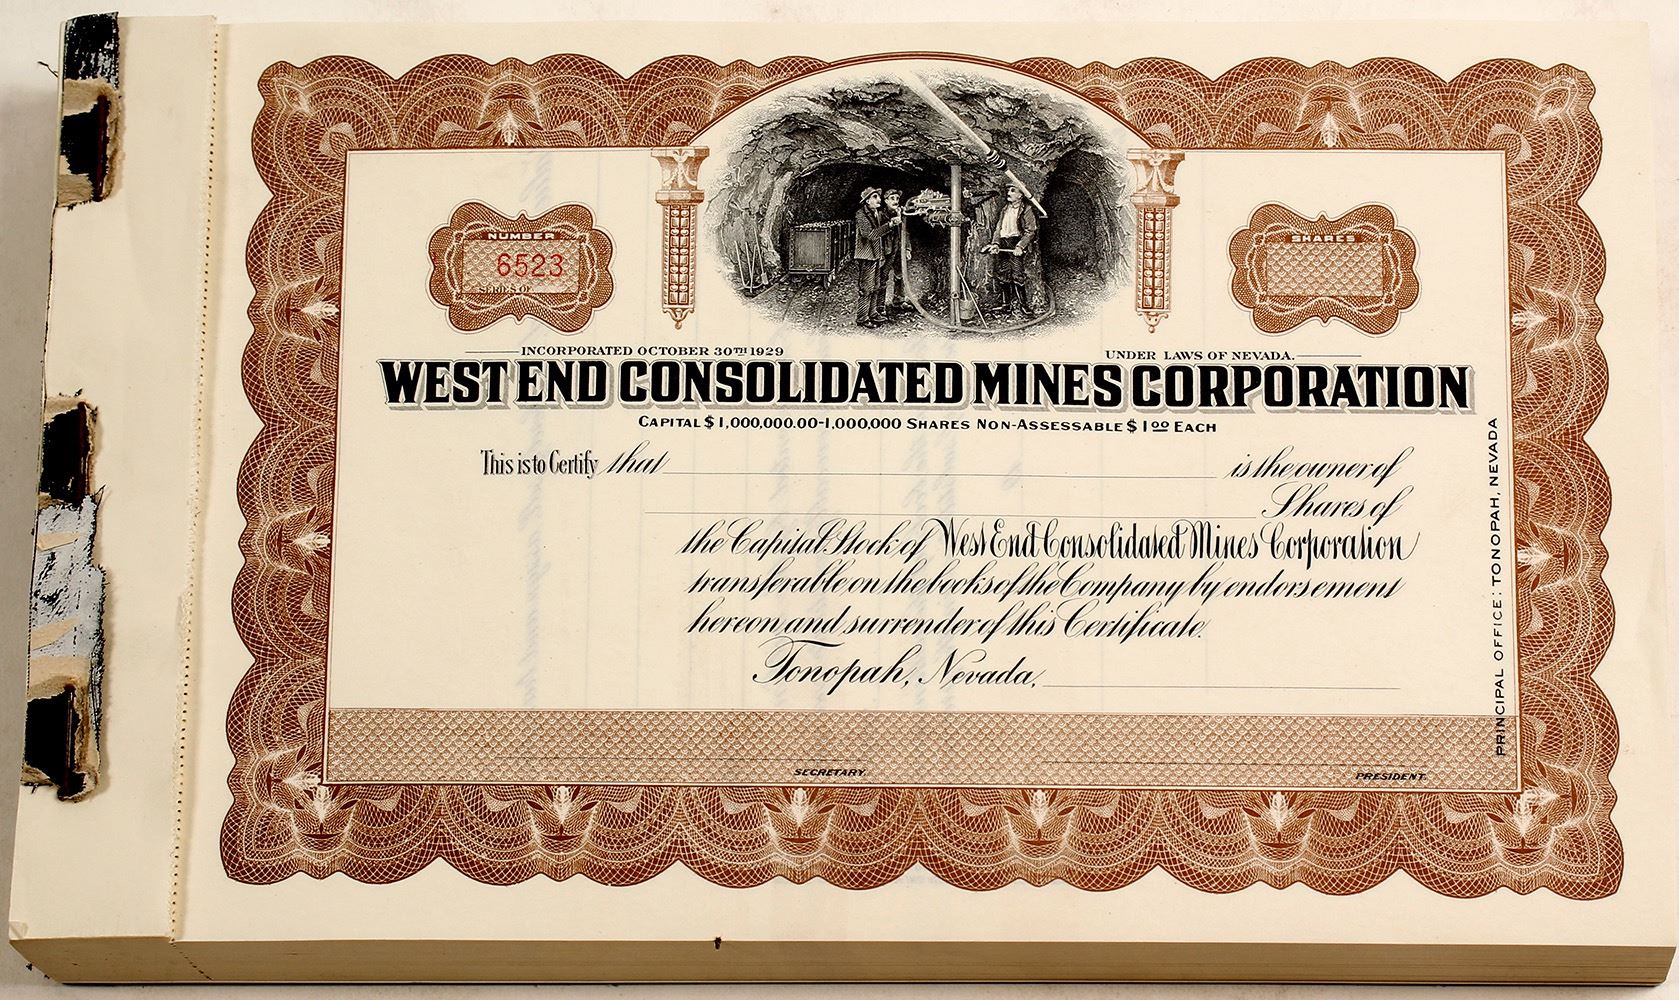 NUMBER
6523
SERIES OF
SHARES
INCORPORATED OCTOBER 30TH 1929 UNDER LAWS OF NEVADA.
WEST END CONSOLIDATED MINES CORPORATION
CAPITAL $1,000,000.00-1,000,000 SHARES NON-ASSESSABLE $1.00 EACH
This is to Certify that is the owner of
Shares of
the Capital Stock of West End Consolidated Mines Corporation
transferable on the books of the Company by endorsement
hereon and surrender of this Certificate.
Tonopah, Nevada,
SECRETARY. PRESIDENT.
PRINCIPAL OFFICE: TONOPAH, NEVADA